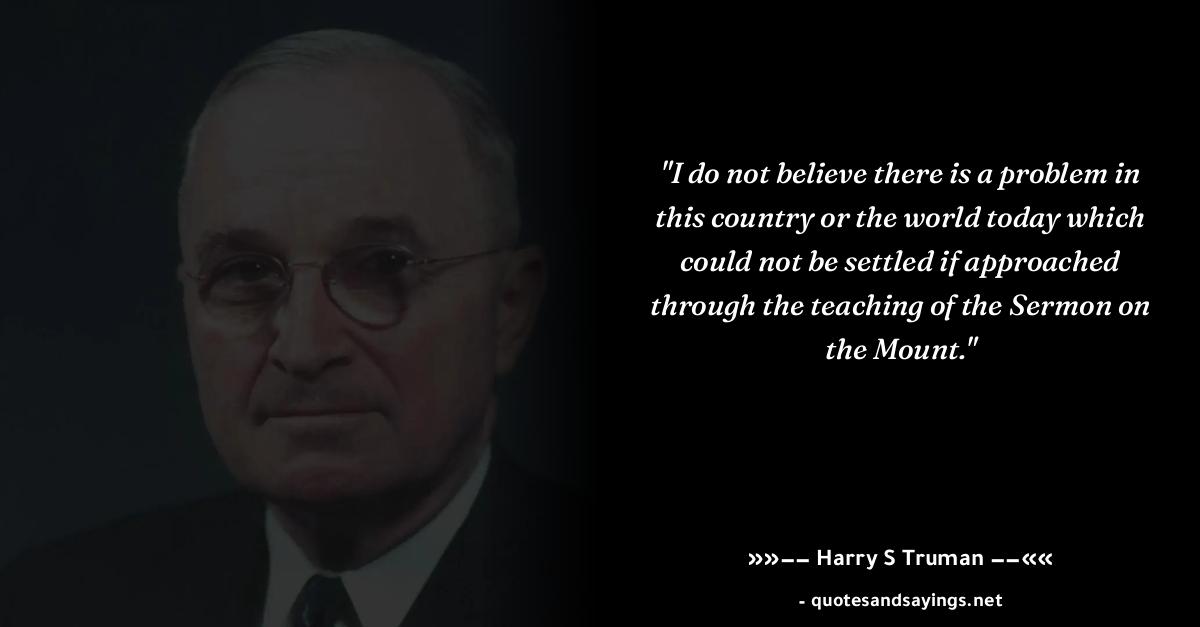 "I do not believe there is a problem in
this country or the world today which
could not be settled if approached
through the teaching of the Sermon on
the Mount."
»»−− Harry S Truman −−««
- quotesandsayings.net